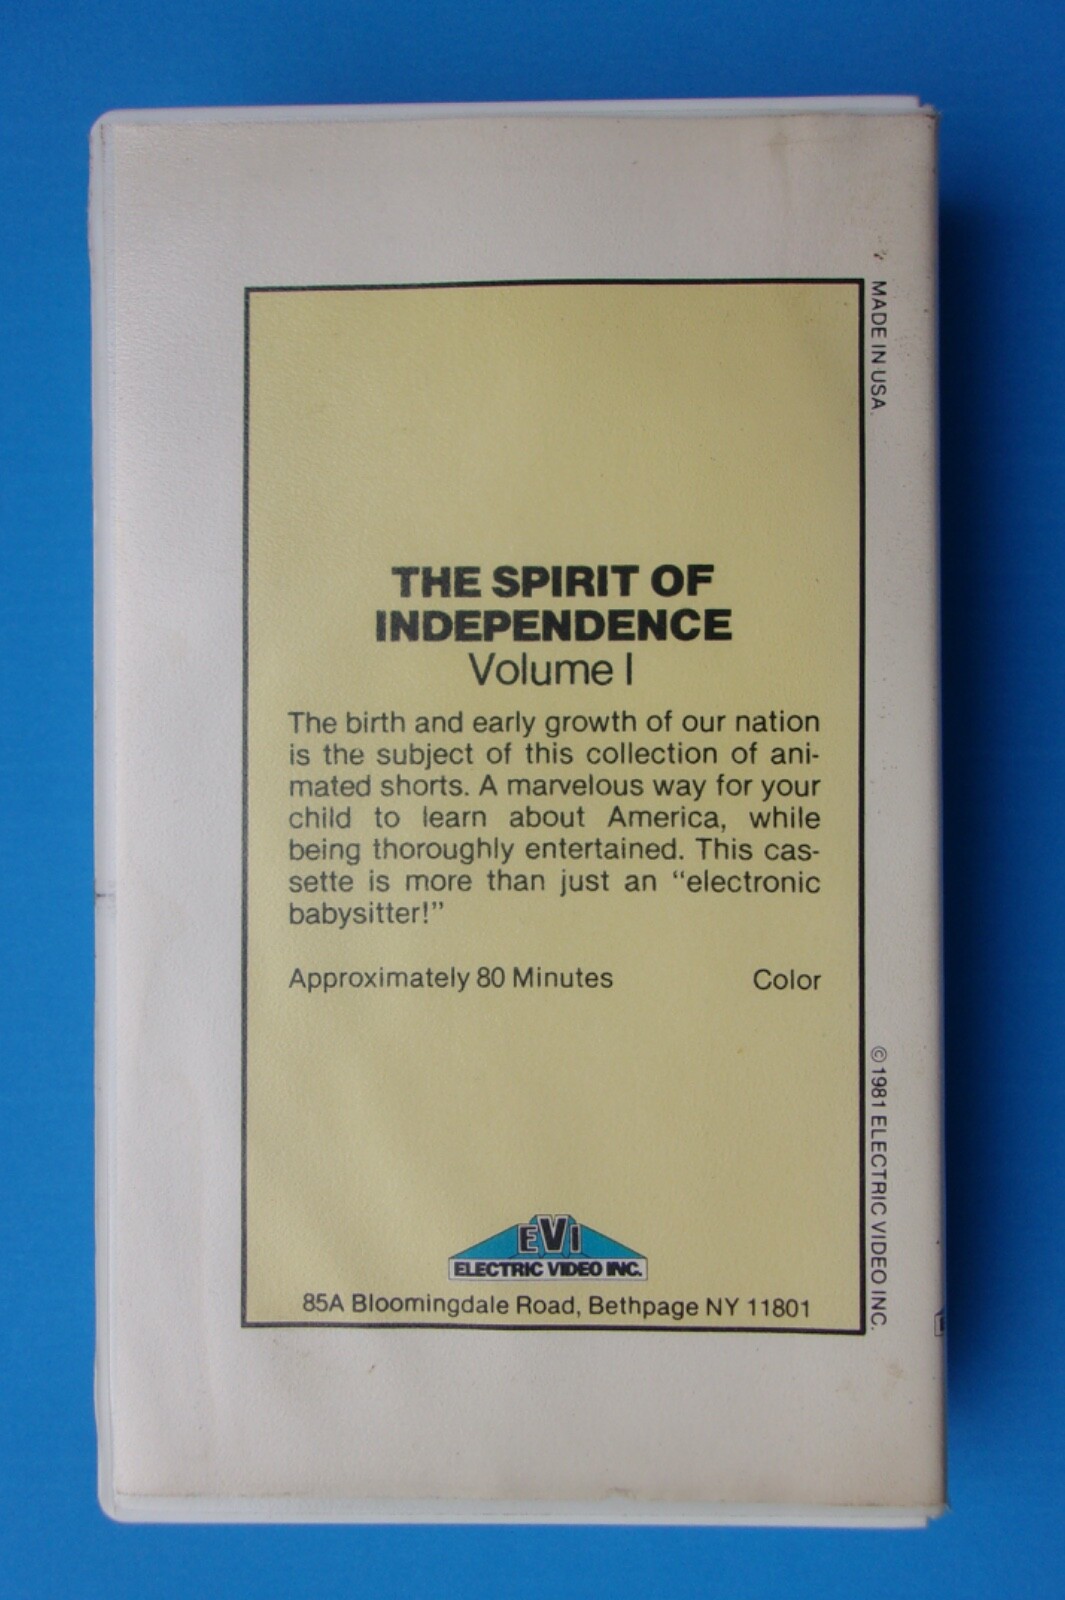 MADE IN USA.
THE SPIRIT OF
INDEPENDENCE
Volume I
The birth and early growth of our nation
is the subject of this collection of ani-
mated shorts. A marvelous way for your
child to learn about America, while
being thoroughly entertained. This cas-
sette is more than just an “electronic
babysitter!”
Approximately 80 Minutes Color
©1981 ELECTRIC VIDEO INC.
EVI
ELECTRIC VIDEO INC.
85A Bloomingdale Road, Bethpage NY 11801